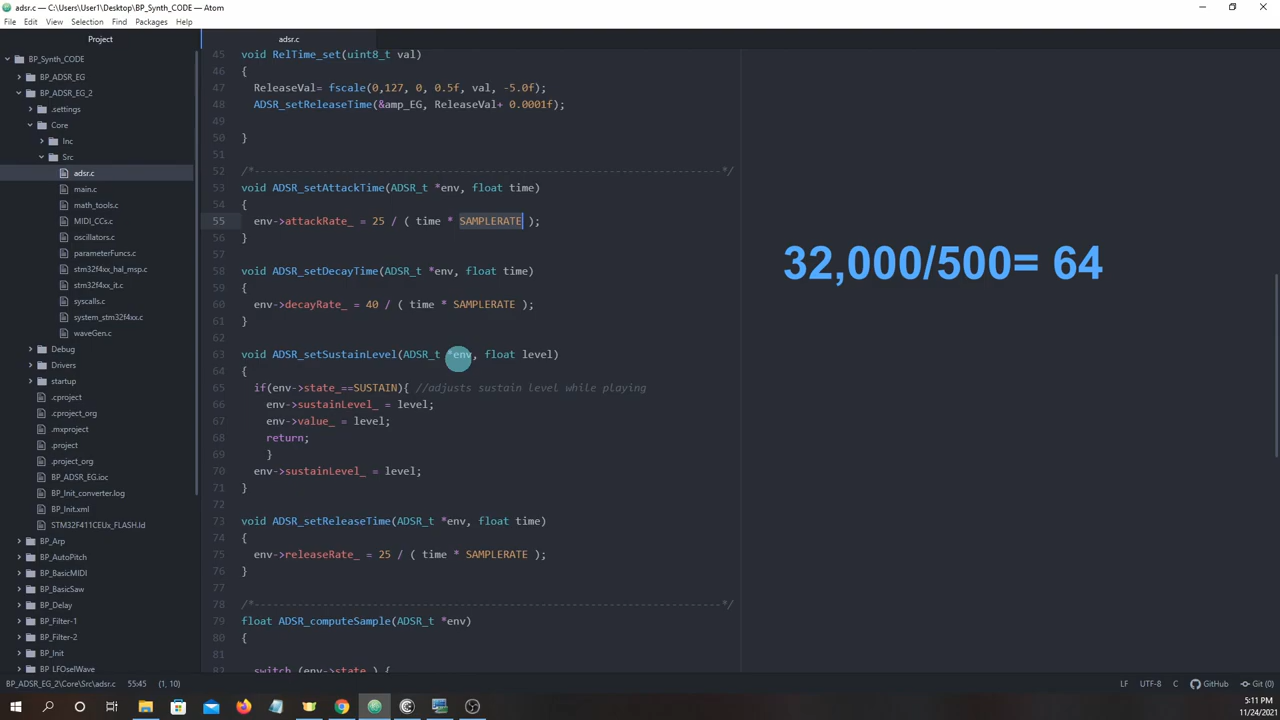 adsr.c — C:\Users\User1\Desktop\BP_Synth_CODE — Atom
File Edit View Selection Find Packages Help
Project
adsr.c
BP_Synth_CODE
BP_ADSR_EG
BP_ADSR_EG_2
.settings
Core
Inc
Src
adsr.c
main.c
math_tools.c
MIDI_CCs.c
oscillators.c
parameterFuncs.c
stm32f4xx_hal_msp.c
stm32f4xx_it.c
syscalls.c
system_stm32f4xx.c
waveGen.c
Debug
Drivers
startup
.cproject
.cproject_org
.mxproject
.project
.project_org
BP_ADSR_EG.ioc
BP_Init_converter.log
BP_Init.xml
STM32F411CEUx_FLASH.ld
BP_Arp
BP_AutoPitch
BP_BasicMIDI
BP_BasicSaw
BP_Delay
BP_Filter-1
BP_Filter-2
BP_Init
BP_LFOselWave
45 void RelTime_set(uint8_t val)
46 {
47 ReleaseVal= fscale(0,127, 0, 0.5f, val, -5.0f);
48 ADSR_setReleaseTime(&amp_EG, ReleaseVal+ 0.0001f);
49
50 }
51
52 /*---------------------------------------------------------------------------*/
53 void ADSR_setAttackTime(ADSR_t *env, float time)
54 {
55 env->attackRate_ = 25 / ( time * SAMPLERATE );
56 }
57
58 void ADSR_setDecayTime(ADSR_t *env, float time)
59 {
60 env->decayRate_ = 40 / ( time * SAMPLERATE );
61 }
62
63 void ADSR_setSustainLevel(ADSR_t *env, float level)
64 {
65 if(env->state_==SUSTAIN){ //adjusts sustain level while playing
66 env->sustainLevel_ = level;
67 env->value_ = level;
68 return;
69 }
70 env->sustainLevel_ = level;
71 }
72
73 void ADSR_setReleaseTime(ADSR_t *env, float time)
74 {
75 env->releaseRate_ = 25 / ( time * SAMPLERATE );
76 }
77
78 /*---------------------------------------------------------------------------*/
79 float ADSR_computeSample(ADSR_t *env)
80 {
81
82 switch (env->state_) {
32,000/500= 64
BP_ADSR_EG_2\Core\Src\adsr.c 55:45 (1, 10)
LF UTF-8 C GitHub Git (0)
5:11 PM
11/24/2021